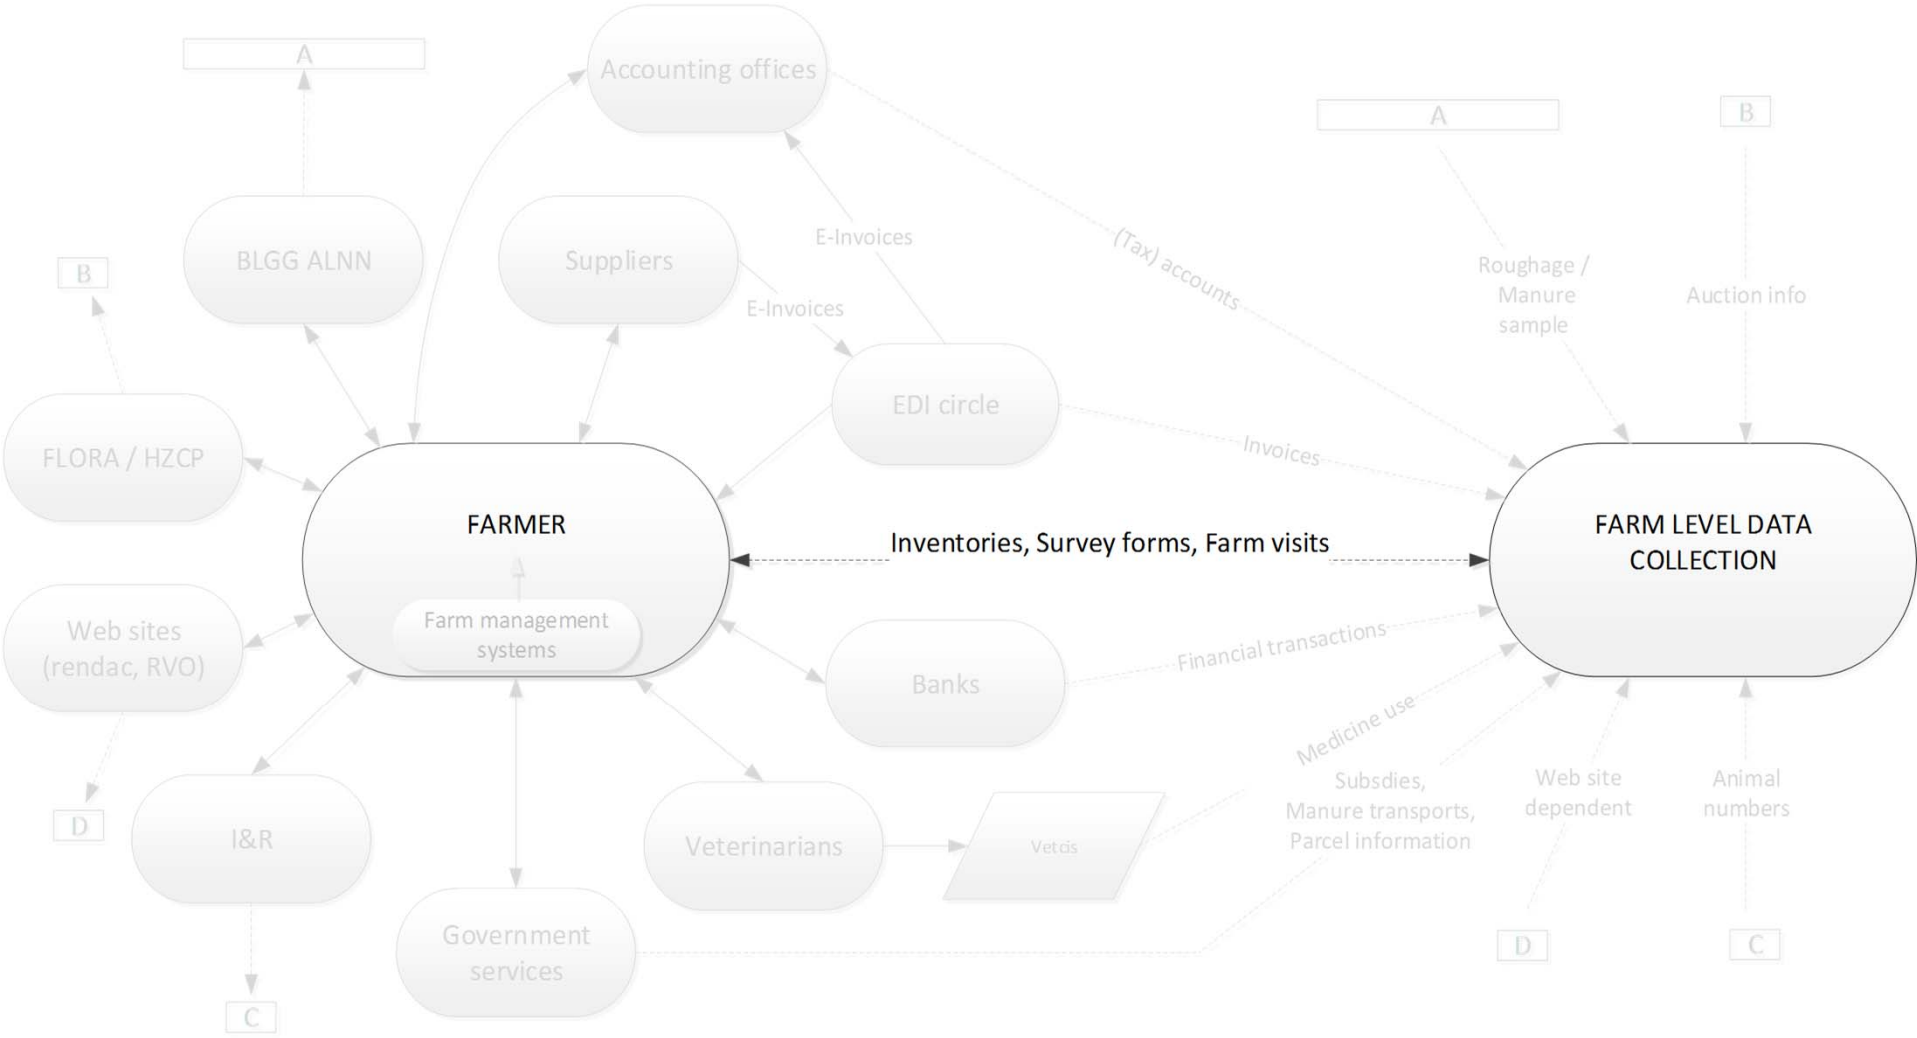 A
Accounting offices
A
B
BLGG ALNN
Suppliers
E-Invoices
(Tax) accounts
B
E-Invoices
Roughage /
Manure
sample
Auction info
FLORA / HZCP
EDI circle
Invoices
FARMER
Inventories, Survey forms, Farm visits
FARM LEVEL DATA
COLLECTION
Farm management
systems
Web sites
(rendac, RVO)
Banks
Financial transactions
Medicine use
D
I&R
Veterinarians
Vetcis
Subsdies,
Manure transports,
Parcel information
Web site
dependent
Animal
numbers
Government
services
D
C
C